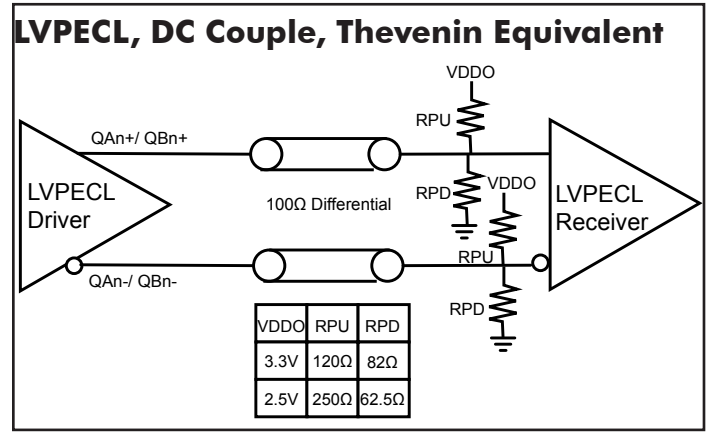 LVPECL, DC Couple, Thevenin Equivalent
VDDO
RPU
QAn+/ QBn+
LVPECL
Driver
100Ω Differential
RPD
VDDO
LVPECL
Receiver
RPU
QAn-/ QBn-
RPD
VDDO RPU RPD
3.3V 120Ω 82Ω
2.5V 250Ω 62.5Ω